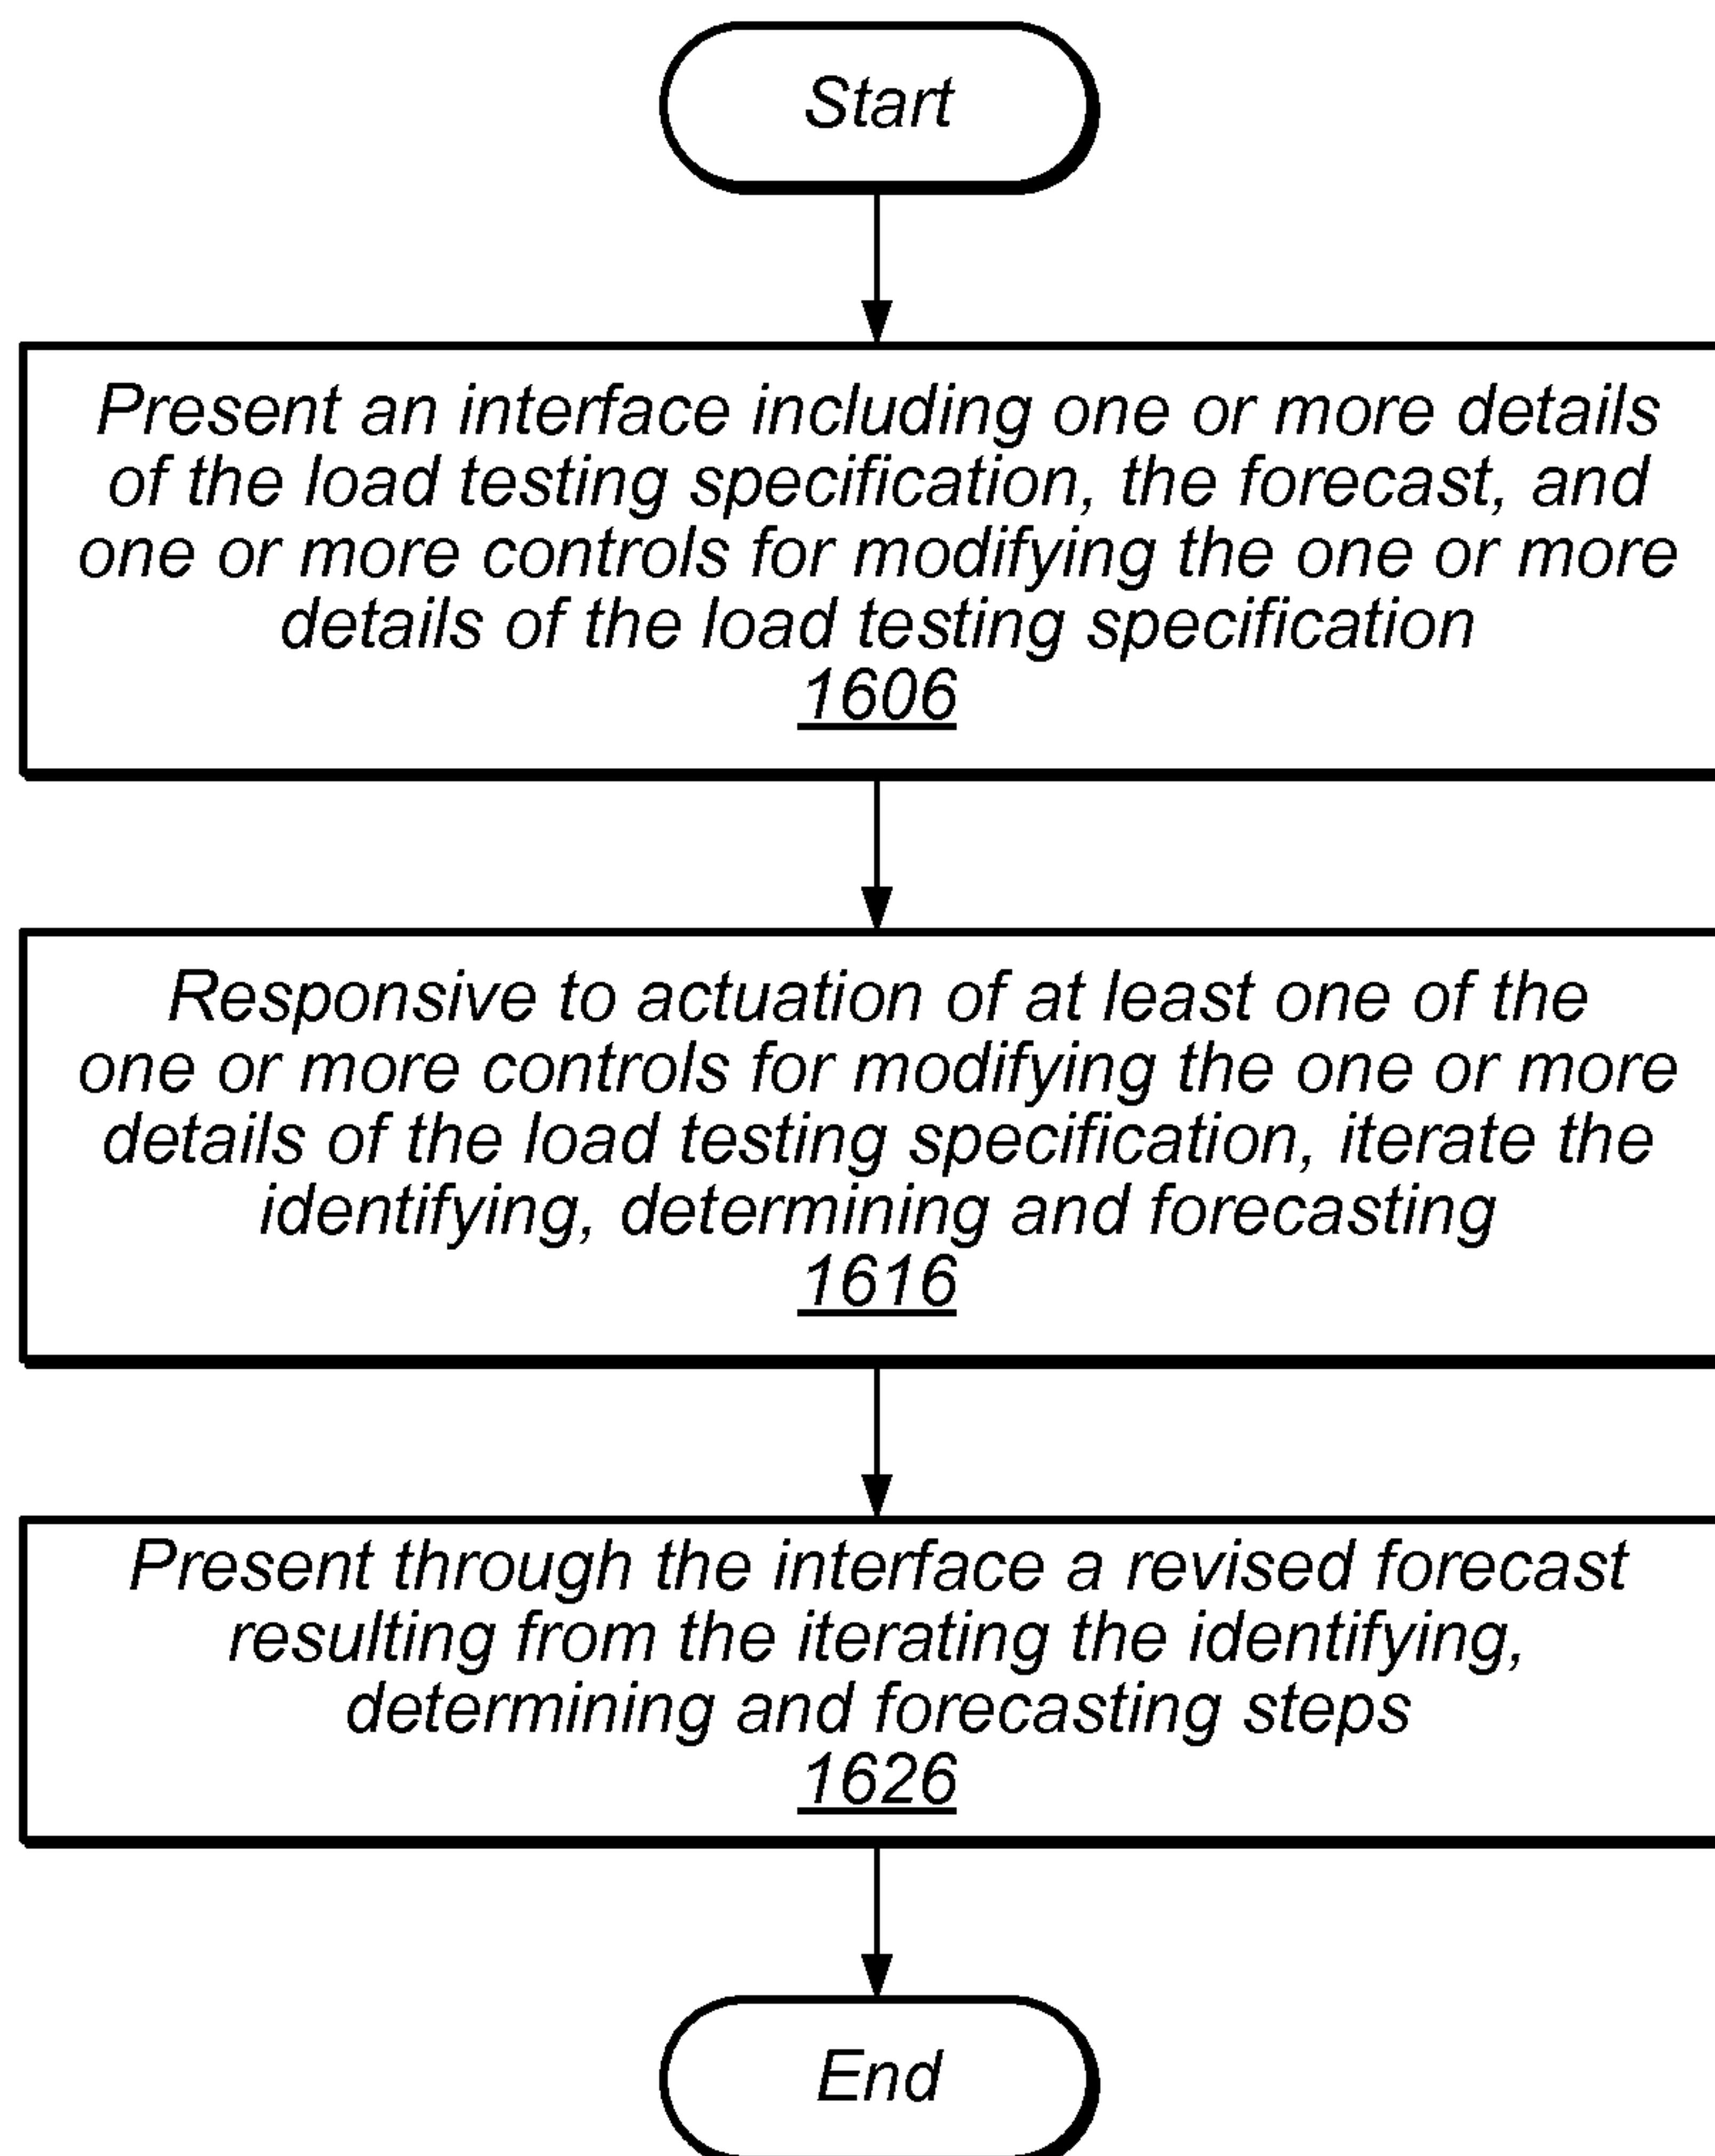 Start
Present an interface including one or more details
of the load testing specification, the forecast, and
one or more controls for modifying the one or more
details of the load testing specification
1606
Responsive to actuation of at least one of the
one or more controls for modifying the one or more
details of the load testing specification, iterate the
identifying, determining and forecasting
1616
Present through the interface a revised forecast
resulting from the iterating the identifying,
determining and forecasting steps
1626
End